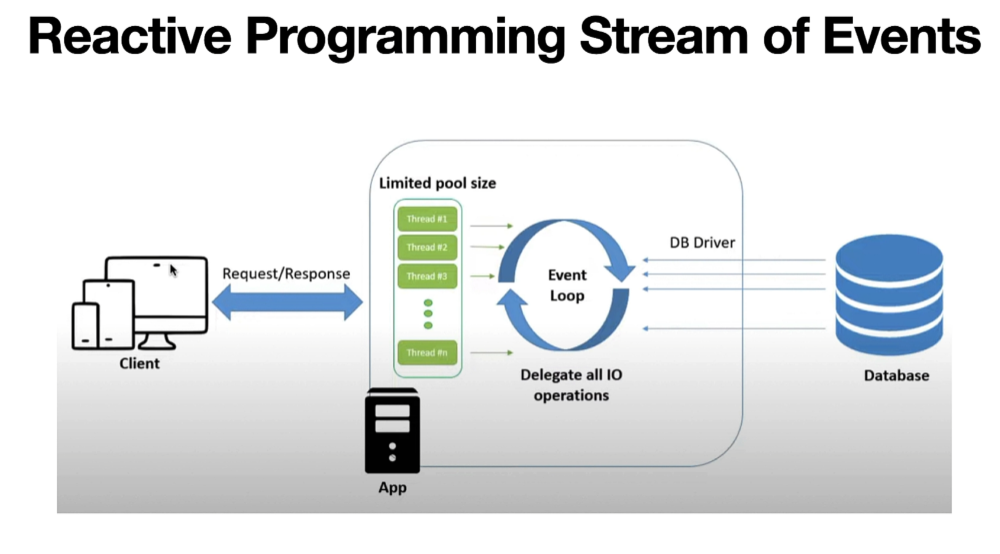 Reactive Programming Stream of Events
Limited pool size
Thread #1
Thread #2
Thread #3
Thread #n
Request/Response
Client
Event
Loop
Delegate all IO
operations
DB Driver
Database
App